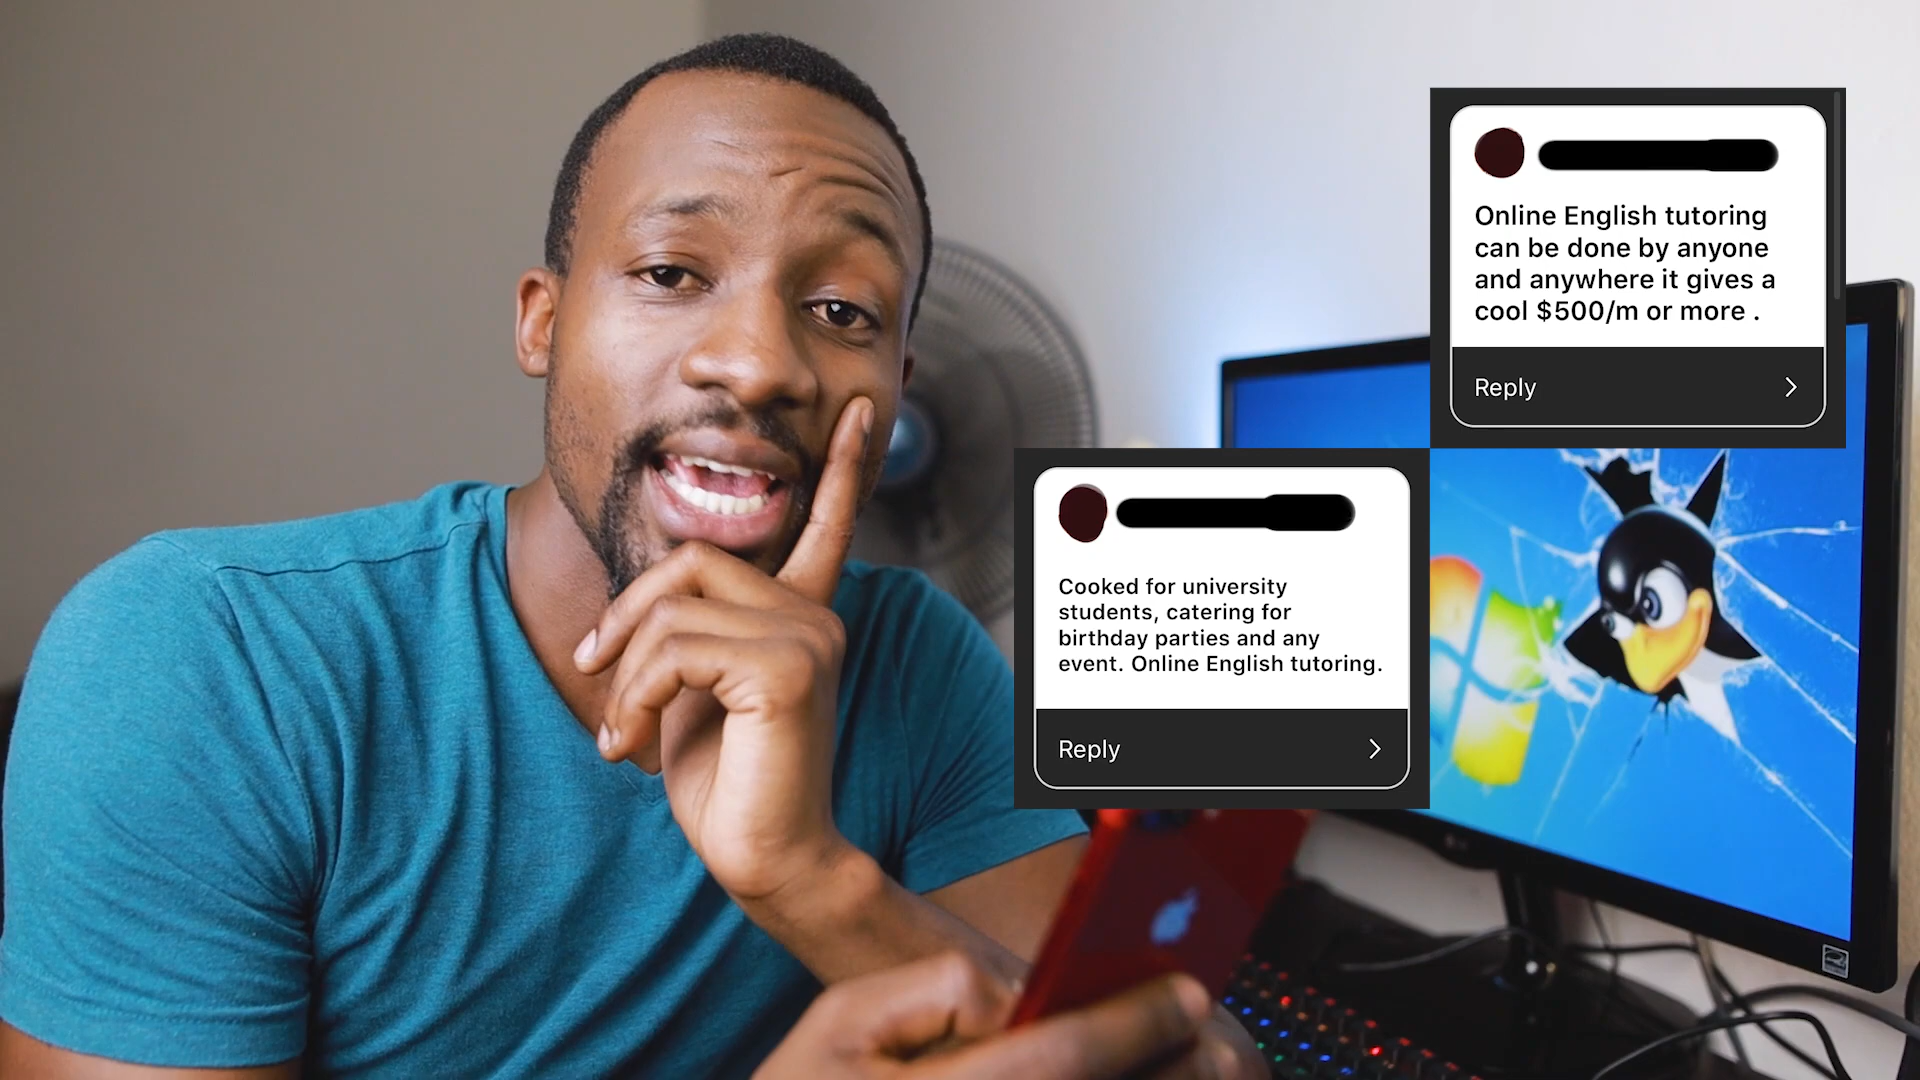 Online English tutoring
can be done by anyone
and anywhere it gives a
cool $500/m or more .
Reply
Cooked for university
students, catering for
birthday parties and any
event. Online English tutoring.
Reply